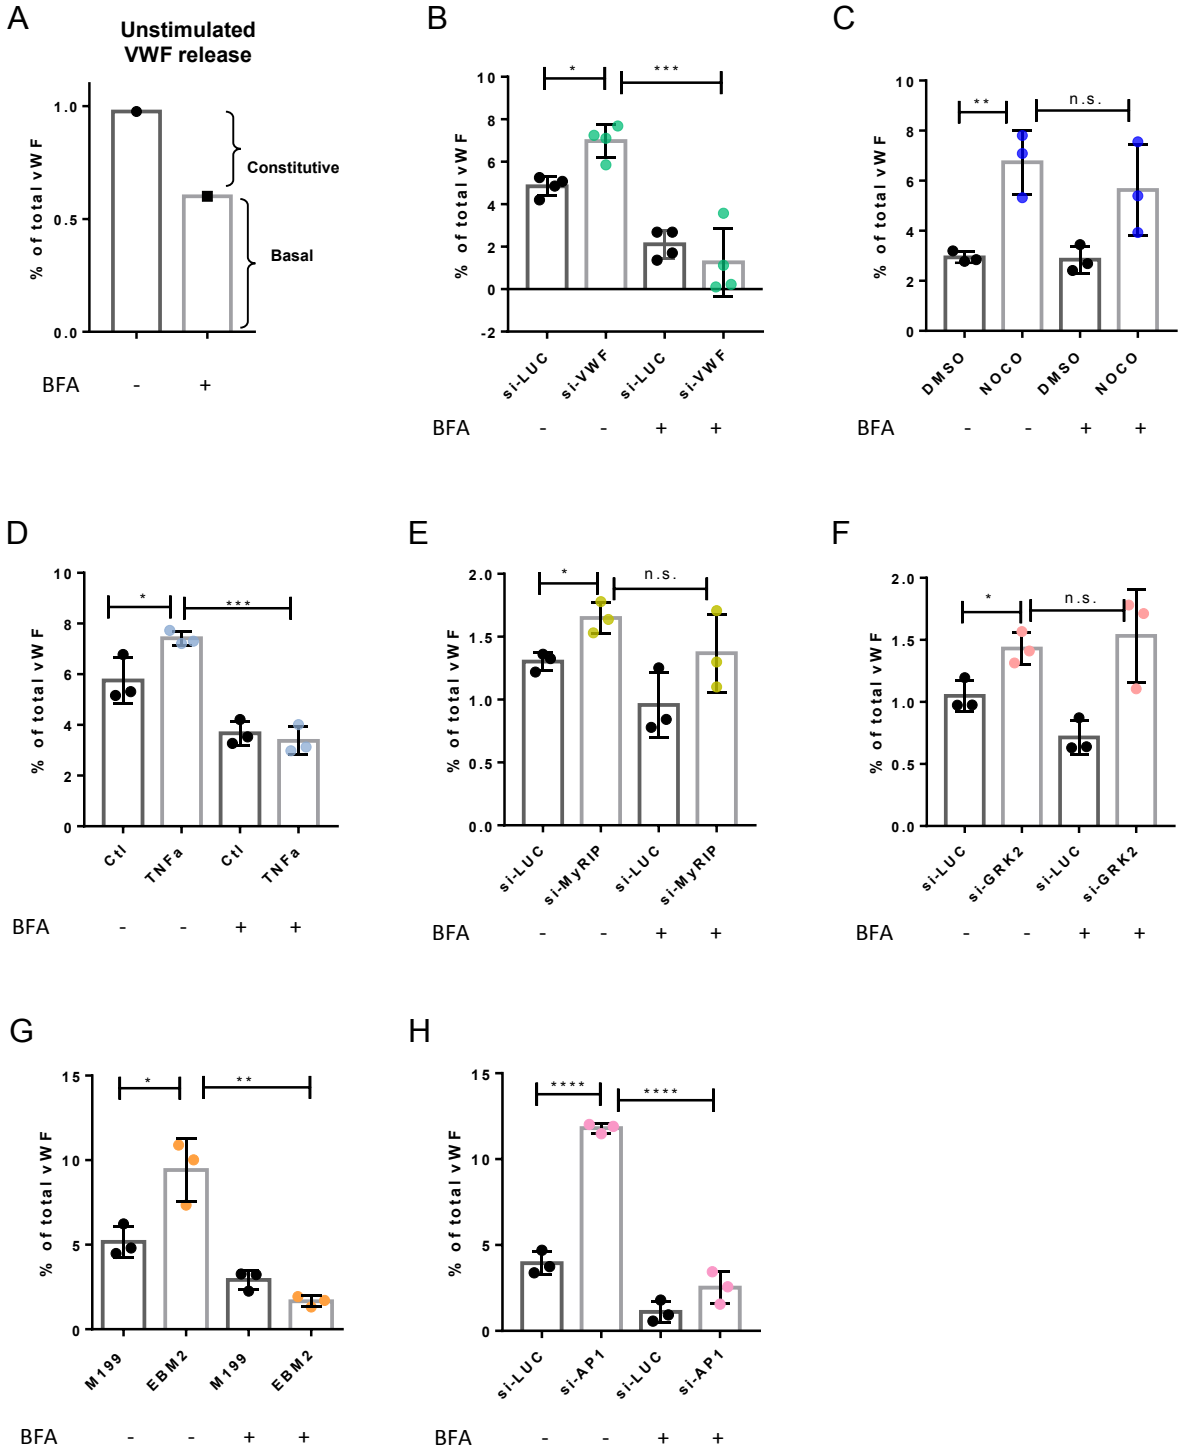 A
Unstimulated
VWF release
% of total vWF
1.0
0.5
0.0
Constitutive
Basal
BFA - +
B
% of total vWF
10
8
6
4
2
0
-2
* ***
si-LUC si-VWF si-LUC si-VWF
BFA - - + +
C
% of total vWF
10
8
6
4
2
0
** n.s.
DMSO NOCO DMSO NOCO
BFA - - + +
D
% of total vWF
10
8
6
4
2
0
* ***
Ctl TNFa Ctl TNFa
BFA - - + +
E
% of total vWF
2.0
1.5
1.0
0.5
0.0
* n.s.
si-LUC si-MyRIP si-LUC si-MyRIP
BFA - - + +
F
% of total vWF
2.0
1.5
1.0
0.5
0.0
* n.s.
si-LUC si-GRK2 si-LUC si-GRK2
BFA - - + +
G
% of total vWF
15
10
5
0
* **
M199 EBM2 M199 EBM2
BFA - - + +
H
% of total vWF
15
10
5
0
**** ****
si-LUC si-AP1 si-LUC si-AP1
BFA - - + +